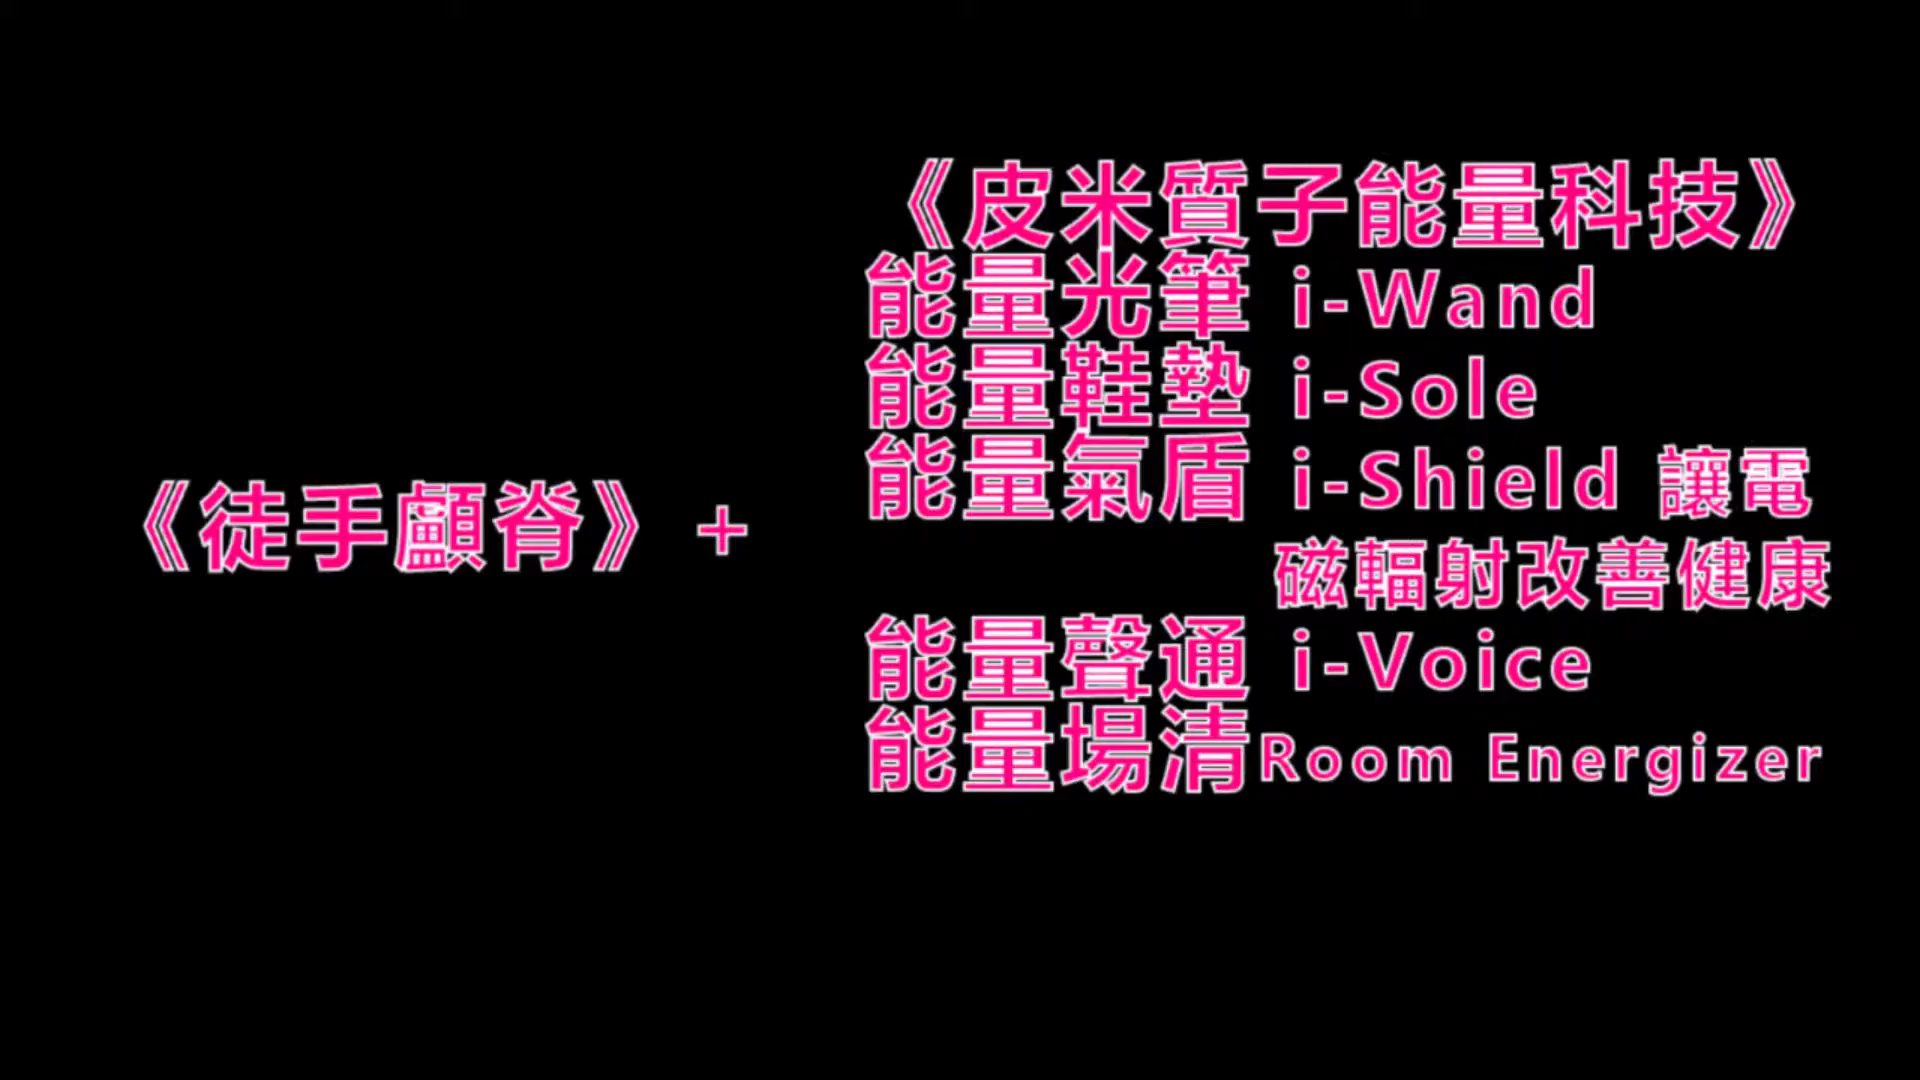 《徒手顱脊》 +
《皮米質子能量科技》
能量光筆 i-Wand
能量鞋墊 i-Sole
能量氣盾 i-Shield 讓電
磁輻射改善健康
能量聲通 i-Voice
能量場清Room Energizer